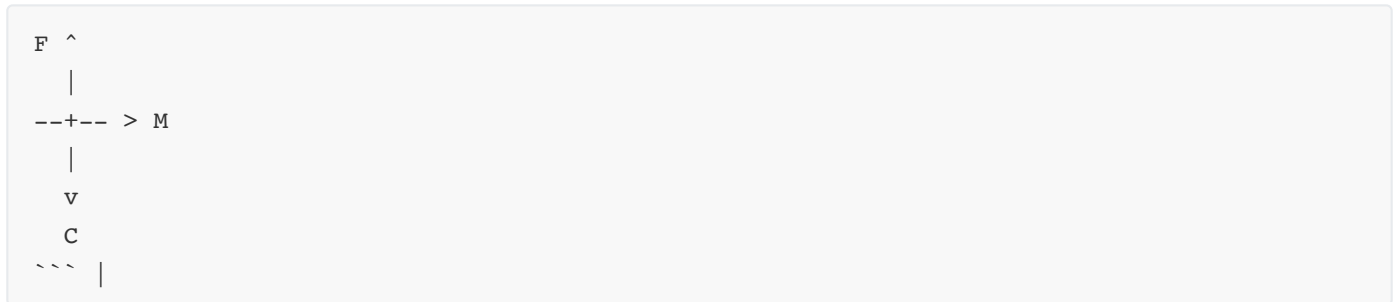 F ^
  |
--+-- > M
  |
  v
  C
``` |